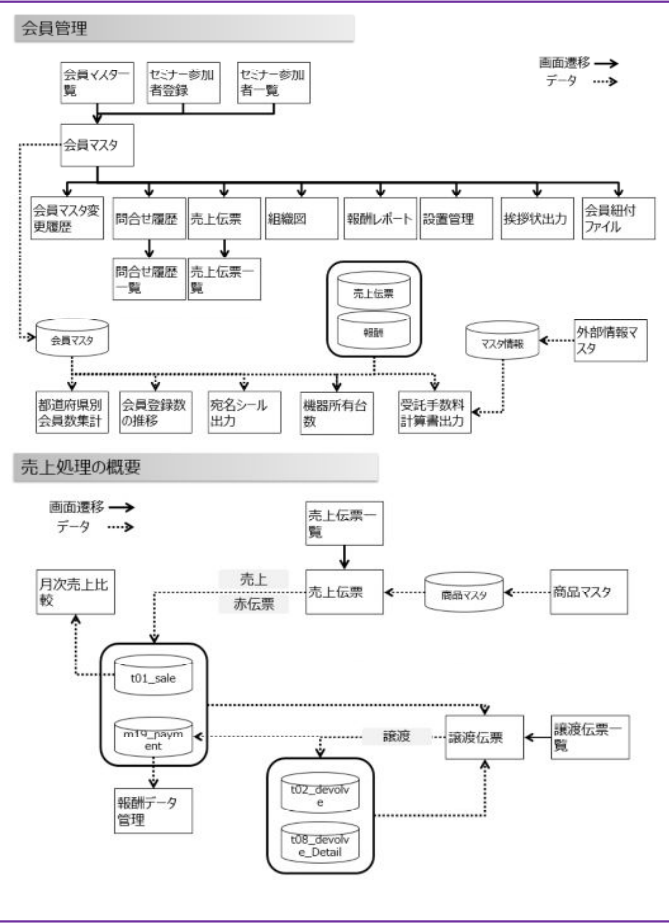 会員管理
画面遷移
データ
会員マスター
覧
セミナー参加
者登録
セミナー参加
者一覧
会員マスタ
会員マスタ変
更履歴
問合せ履歴
売上伝票
組織図
報酬レポート
設置管理
挨拶状出力
会員紐付
ファイル
問合せ履歴
一覧
売上伝票一
覧
売上伝票
報酬
会員マスタ
マスタ情報
外部情報マ
スタ
都道府県別
会員数集計
会員登録数
の推移
宛名シール
出力
機器所有台
数
受託手数料
計算書出力
売上処理の概要
画面遷移
データ
売上伝票一
覧
月次売上比
較
売上
赤伝票
売上伝票
商品マスタ
商品マスタ
t01_sale
m19_paym
ent
譲渡
譲渡伝票
譲渡伝票一
覧
報酬データ
管理
t02_devolv
e
t08_devolv
e_Detail